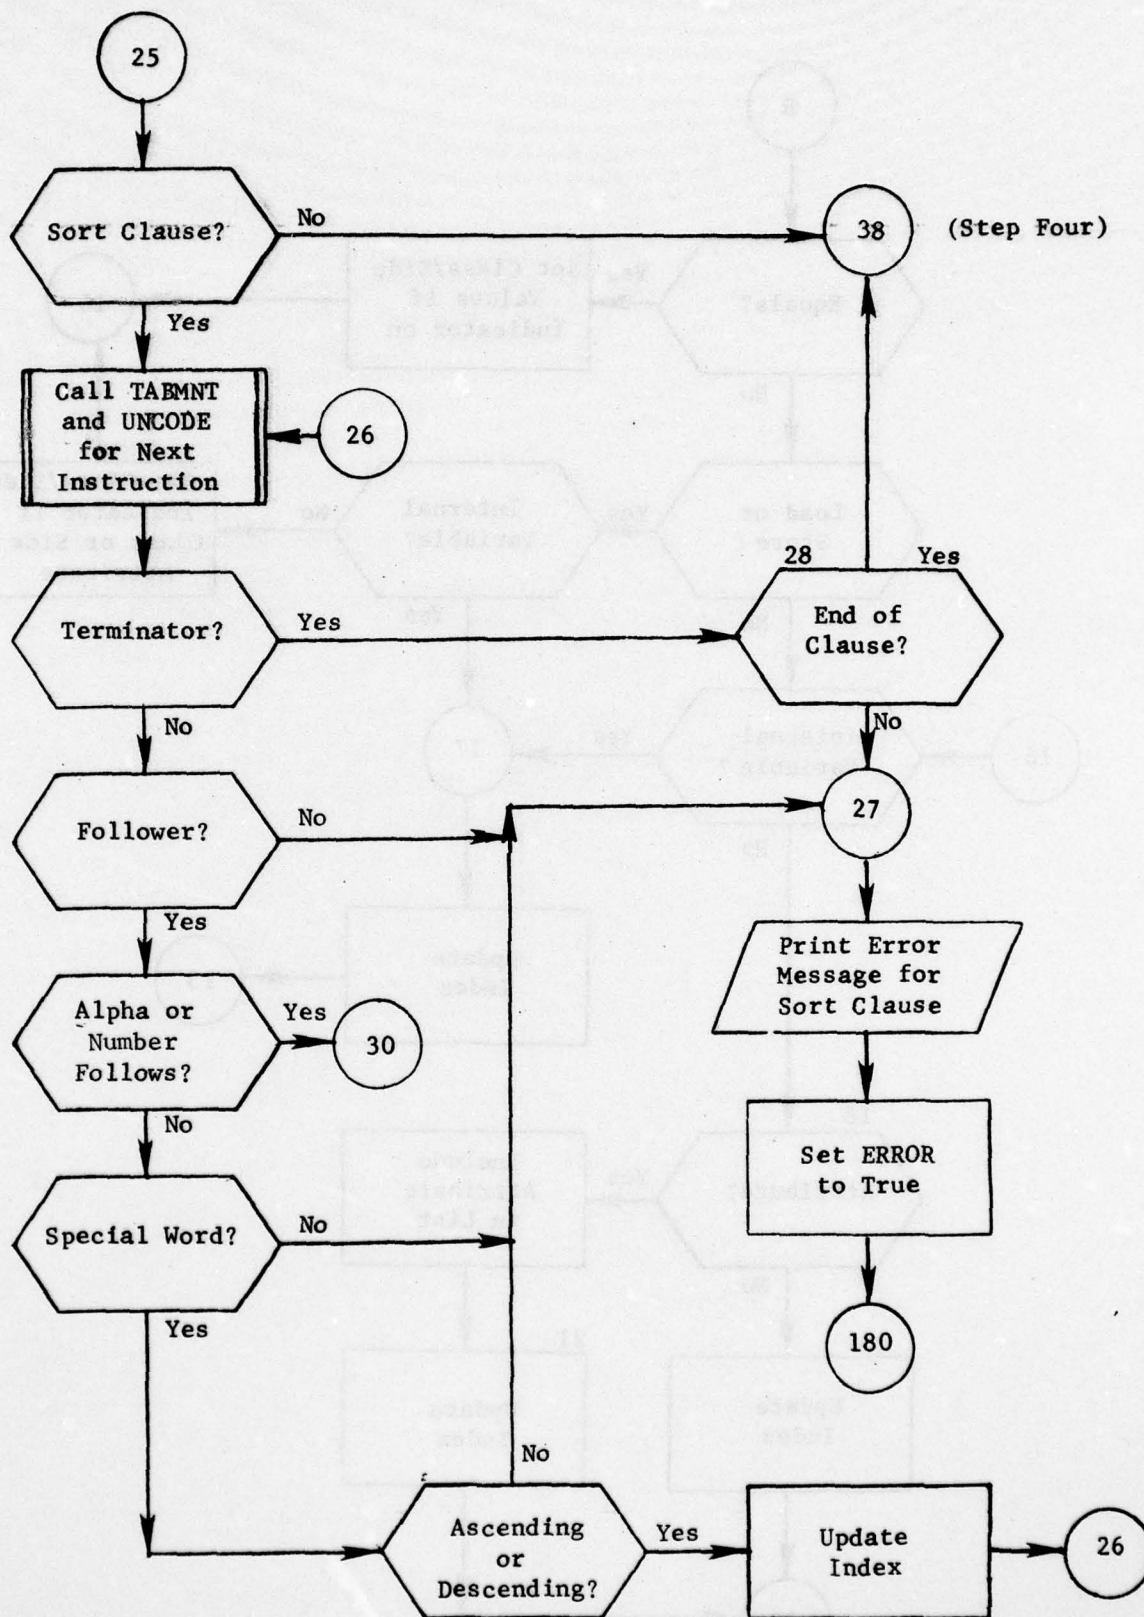 25
Sort Clause?
No
38
(Step Four)
Yes
Call TABMNT
and UNCODE
for Next
Instruction
26
Terminator?
Yes
28
Yes
End of
Clause?
No
No
Follower?
No
27
Yes
Print Error
Message for
Sort Clause
Alpha or
Number
Follows?
Yes
30
No
Set ERROR
to True
Special Word?
No
Yes
180
No
Ascending
or
Descending?
Yes
Update
Index
26